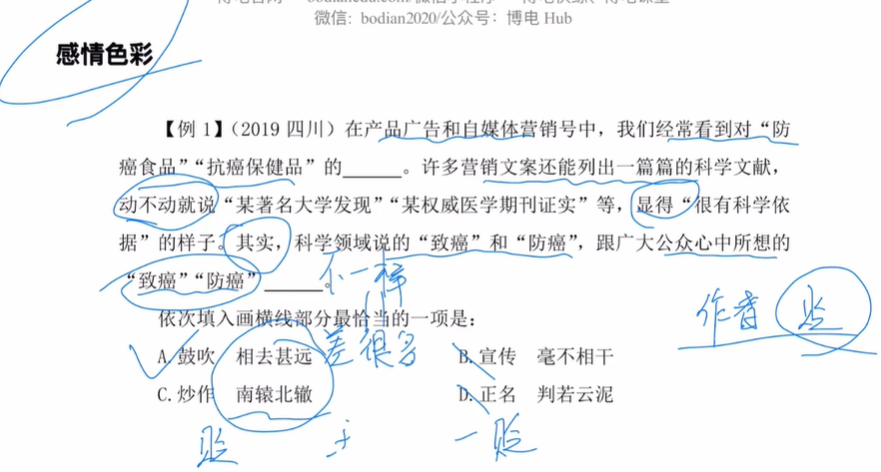 微信: bodian2020/公众号：博电 Hub
感情色彩
【例 1】（2019 四川）在产品广告和自媒体营销号中，我们经常看到对“防
癌食品”“抗癌保健品”的______。许多营销文案还能列出一篇篇的科学文献，
动不动就说“某著名大学发现”“某权威医学期刊证实”等，显得“很有科学依
据”的样子。其实，科学领域说的“致癌”和“防癌”，跟广大公众心中所想的
“致癌”“防癌”______。
不一样
依次填入画横线部分最恰当的一项是：
作者 贬
A.鼓吹 相去甚远 差很多 B.宣传 毫不相干
C.炒作 南辕北辙 D.正名 判若云泥
贬 一贬